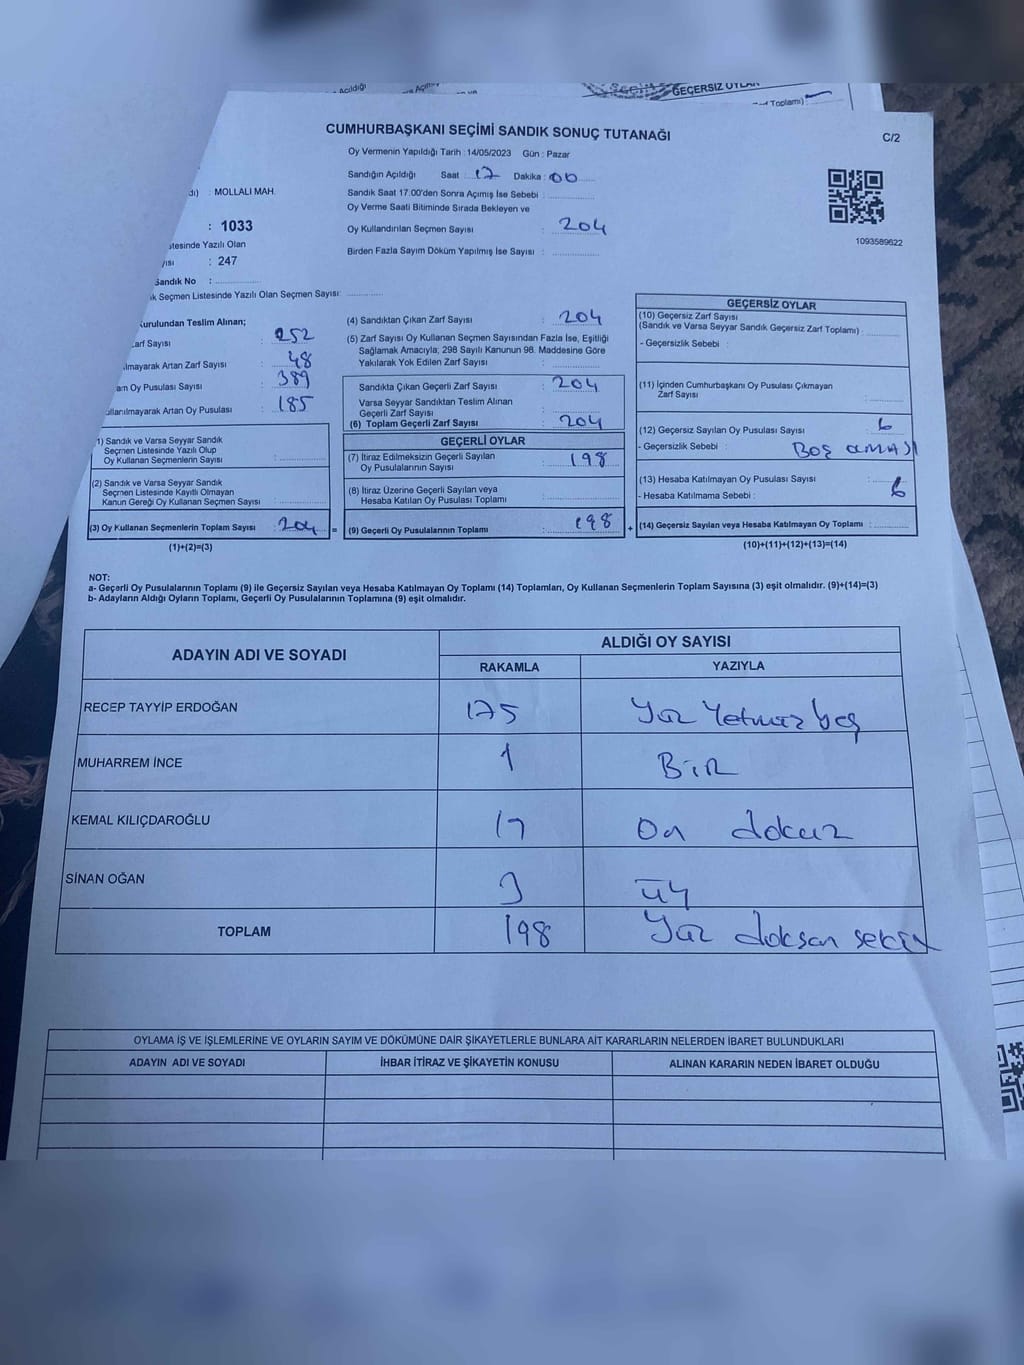 Açıldığı
GEÇERSİZ OYLAR
Toplamı)
CUMHURBAŞKANI SEÇİMİ SANDIK SONUÇ TUTANAĞI
C/2
Oy Vermenin Yapıldığı Tarih : 14/05/2023 Gün : Pazar
Sandığın Açıldığı Saat : 17 Dakika : 00
Sandık Saat 17.00'den Sonra Açımış İse Sebebi :
Oy Verme Saati Bitiminde Sırada Bekleyen ve
Oy Kullandırılan Seçmen Sayısı : 204
Birden Fazla Sayım Döküm Yapılmış İse Sayısı :
1093589622
dı) : MOLLALI MAH.
: 1033
stesinde Yazılı Olan
yısı : 247
Sandık No :
ık Seçmen Listesinde Yazılı Olan Seçmen Sayısı:
Kurulundan Teslim Alınan;
arf Sayısı : 252
lmayarak Artan Zarf Sayısı : 48
am Oy Pusulası Sayısı : 389
ullanılmayarak Artan Oy Pusulası : 185
1) Sandık ve Varsa Seyyar Sandık
Seçmen Listesinde Yazılı Olup
Oy Kullanan Seçmenlerin Sayısı :
(2) Sandık ve Varsa Seyyar Sandık
Seçmen Listesinde Kayıtlı Olmayan
Kanun Gereği Oy Kullanan Seçmen Sayısı :
(3) Oy Kullanan Seçmenlerin Toplam Sayısı : 204 =
(1)+(2)=(3)
(4) Sandıktan Çıkan Zarf Sayısı : 204
(5) Zarf Sayısı Oy Kullanan Seçmen Sayısından Fazla İse, Eşitliği
Sağlamak Amacıyla; 298 Sayılı Kanunun 98. Maddesine Göre
Yakılarak Yok Edilen Zarf Sayısı :
Sandıkta Çıkan Geçerli Zarf Sayısı : 204
Varsa Seyyar Sandıktan Teslim Alınan
Geçerli Zarf Sayısı :
(6) Toplam Geçerli Zarf Sayısı : 204
GEÇERLİ OYLAR
(7) İtiraz Edilmeksizin Geçerli Sayılan
Oy Pusulalarının Sayısı : 198
(8) İtiraz Üzerine Geçerli Sayılan veya
Hesaba Katılan Oy Pusulası Toplamı :
(9) Geçerli Oy Pusulalarının Toplamı : 198 +
GEÇERSİZ OYLAR
(10) Geçersiz Zarf Sayısı
(Sandık ve Varsa Seyyar Sandık Geçersiz Zarf Toplamı) :
- Geçersizlik Sebebi :
(11) İçinden Cumhurbaşkanı Oy Pusulası Çıkmayan
Zarf Sayısı :
(12) Geçersiz Sayılan Oy Pusulası Sayısı : 6
- Geçersizlik Sebebi : Boş OLMASI
(13) Hesaba Katılmayan Oy Pusulası Sayısı :
- Hesaba Katılmama Sebebi : 6
(14) Geçersiz Sayılan veya Hesaba Katılmayan Oy Toplamı :
(10)+(11)+(12)+(13)=(14)
NOT:
a- Geçerli Oy Pusulalarının Toplamı (9) ile Geçersiz Sayılan veya Hesaba Katılmayan Oy Toplamı (14) Toplamları, Oy Kullanan Seçmenlerin Toplam Sayısına (3) eşit olmalıdır. (9)+(14)=(3)
b- Adayların Aldığı Oyların Toplamı, Geçerli Oy Pusulalarının Toplamına (9) eşit olmalıdır.
ADAYIN ADI VE SOYADI
ALDIĞI OY SAYISI
RAKAMLA YAZIYLA
RECEP TAYYİP ERDOĞAN 175 Yüz Yetmiş beş
MUHARREM İNCE 1 BİR
KEMAL KILIÇDAROĞLU 19 On dokuz
SİNAN OĞAN 3 üç
TOPLAM 198 Yüz doksan sekiz
OYLAMA İŞ VE İŞLEMLERİNE VE OYLARIN SAYIM VE DÖKÜMÜNE DAİR ŞİKAYETLERLE BUNLARA AİT KARARLARIN NELERDEN İBARET BULUNDUKLARI
ADAYIN ADI VE SOYADI İHBAR İTİRAZ VE ŞİKAYETİN KONUSU ALINAN KARARIN NEDEN İBARET OLDUĞU